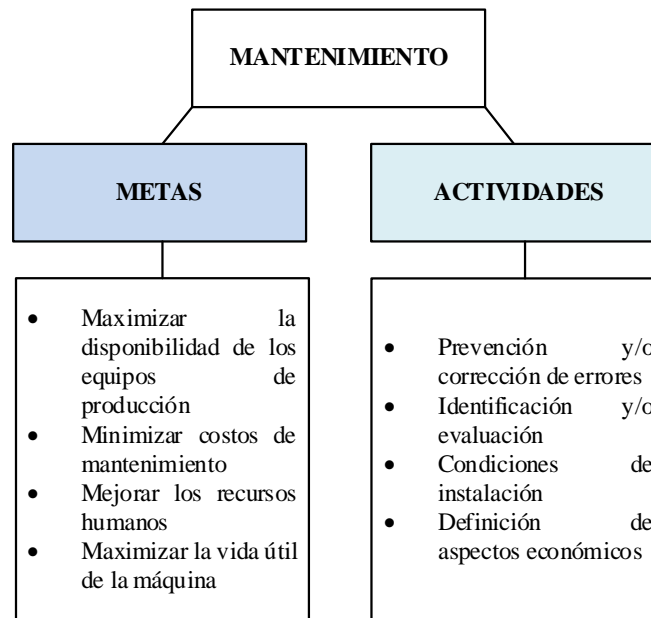 MANTENIMIENTO
METAS
ACTIVIDADES
• Maximizar la
disponibilidad de los
equipos de
producción
• Minimizar costos de
mantenimiento
• Mejorar los recursos
humanos
• Maximizar la vida útil
de la máquina
• Prevención y/o
corrección de errores
• Identificación y/o
evaluación
• Condiciones de
instalación
• Definición de
aspectos económicos